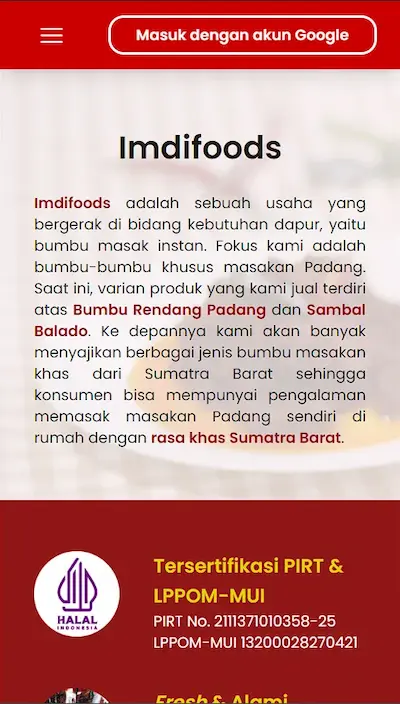 Masuk dengan akun Google
Imdifoods
Imdifoods adalah sebuah usaha yang
bergerak di bidang kebutuhan dapur, yaitu
bumbu masak instan. Fokus kami adalah
bumbu-bumbu khusus masakan Padang.
Saat ini, varian produk yang kami jual terdiri
atas Bumbu Rendang Padang dan Sambal
Balado. Ke depannya kami akan banyak
menyajikan berbagai jenis bumbu masakan
khas dari Sumatra Barat sehingga
konsumen bisa mempunyai pengalaman
memasak masakan Padang sendiri di
rumah dengan rasa khas Sumatra Barat.
HALAL
INDONESIA
Tersertifikasi PIRT &
LPPOM-MUI
PIRT No. 2111371010358-25
LPPOM-MUI 13200028270421
Fresh & Alami